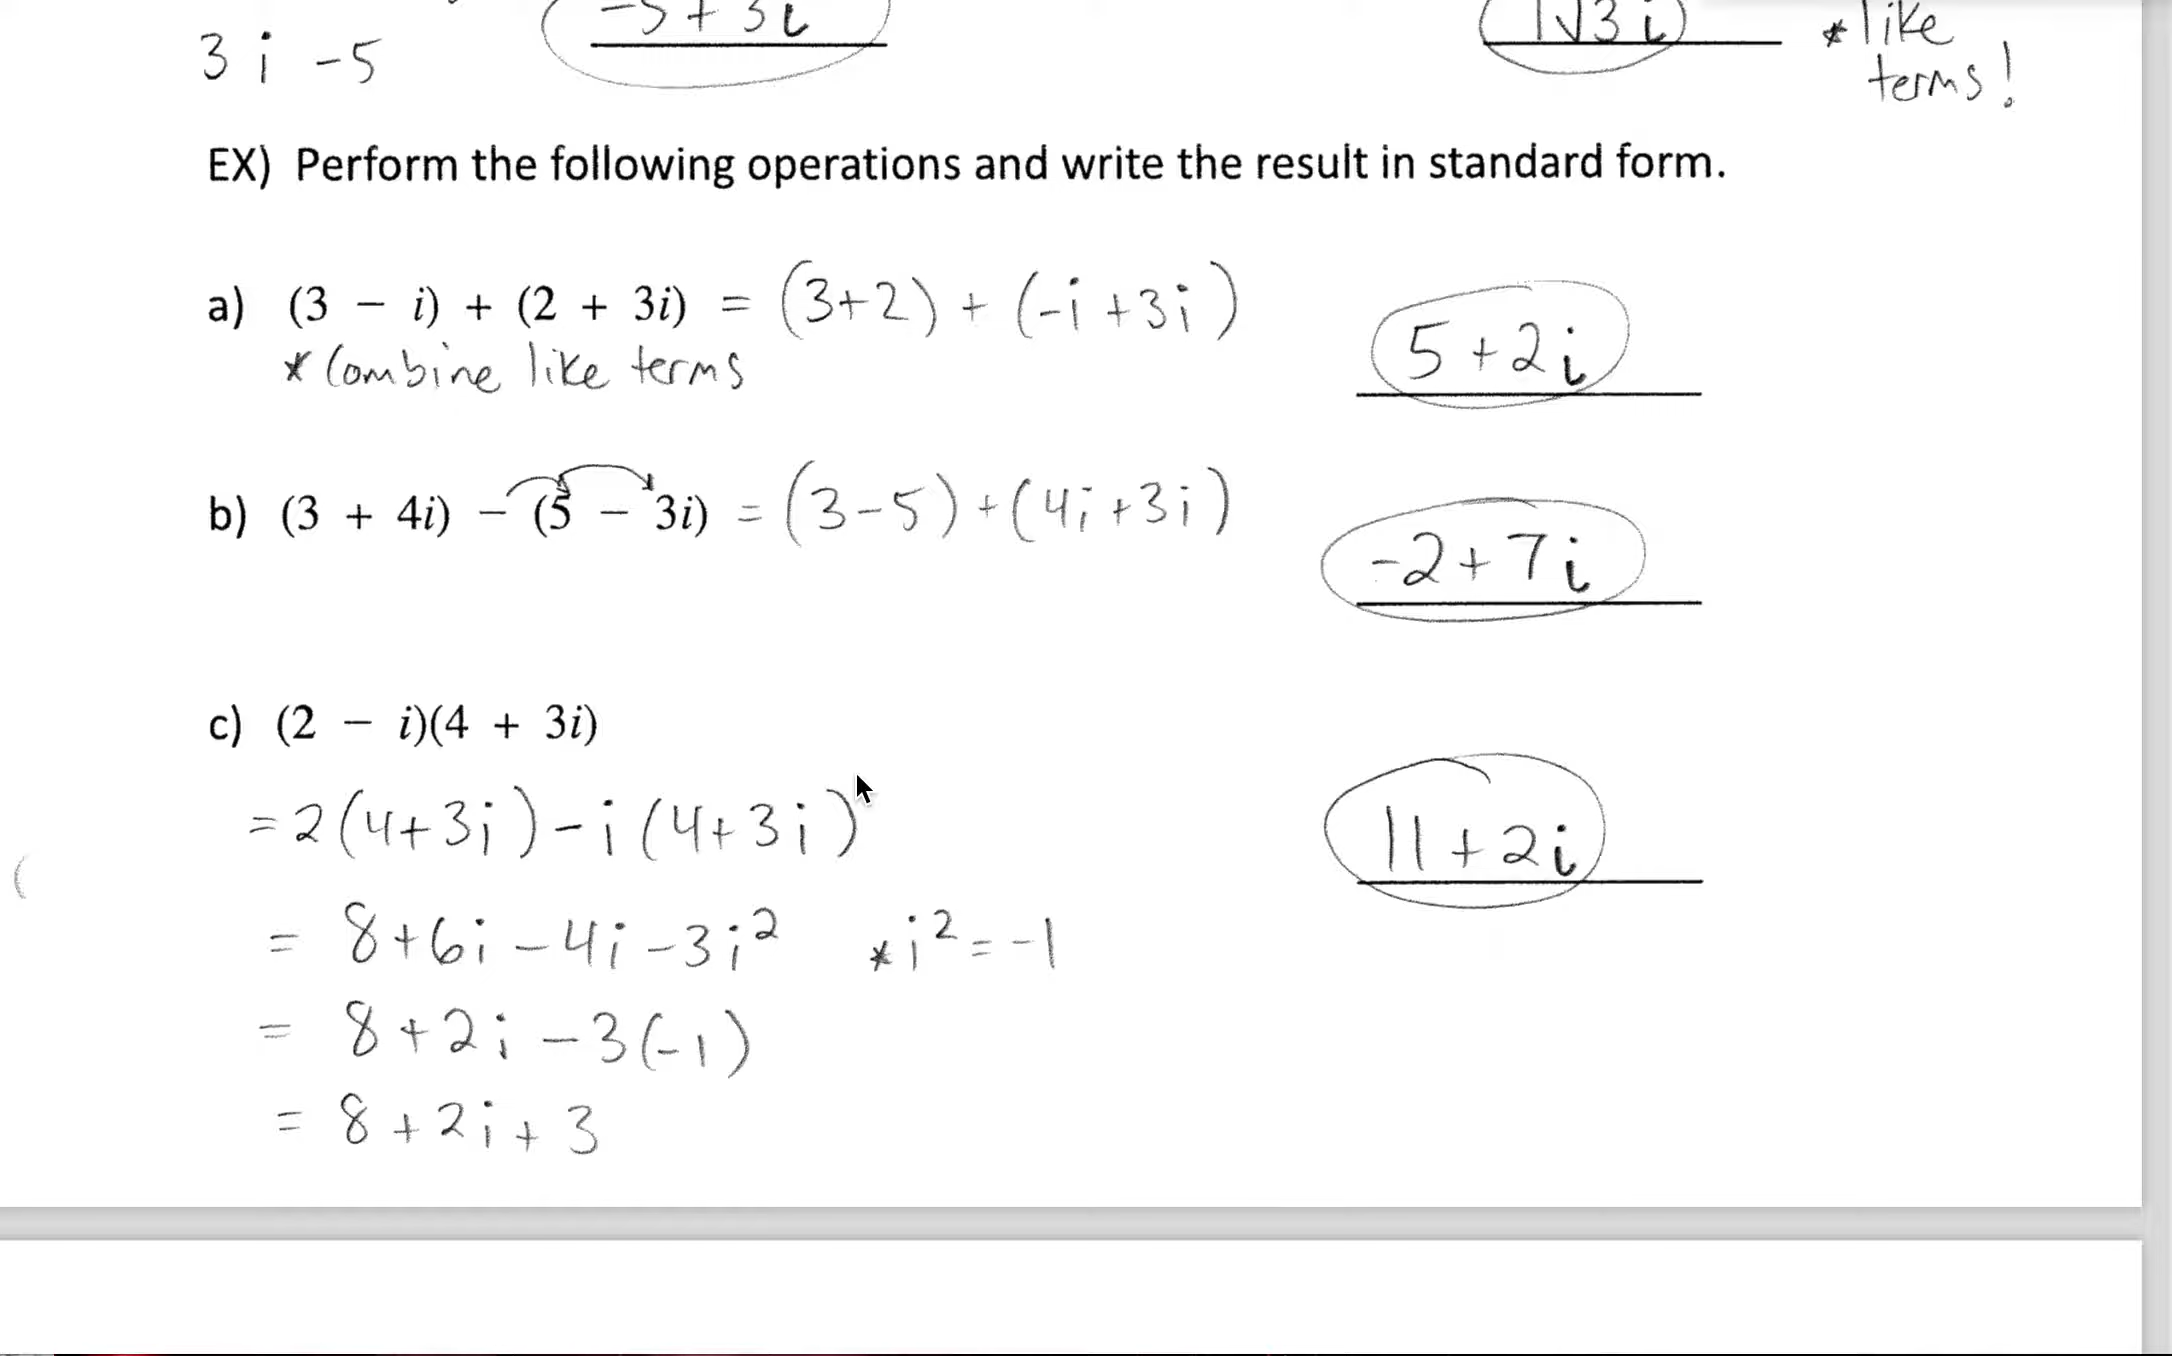 3i -5
-5+3i
11√3 i
* like
terms!
EX) Perform the following operations and write the result in standard form.
a) (3 − i) + (2 + 3i) = (3+2) + (-i +3i)
* Combine like terms
5+2i
b) (3 + 4i) − (5 − 3i) = (3-5)+(4i+3i)
-2+7i
c) (2 − i)(4 + 3i)
=2(4+3i)-i(4+3i)
= 8+6i-4i-3i² *i²=-1
= 8+2i-3(-1)
= 8+2i+3
11+2i